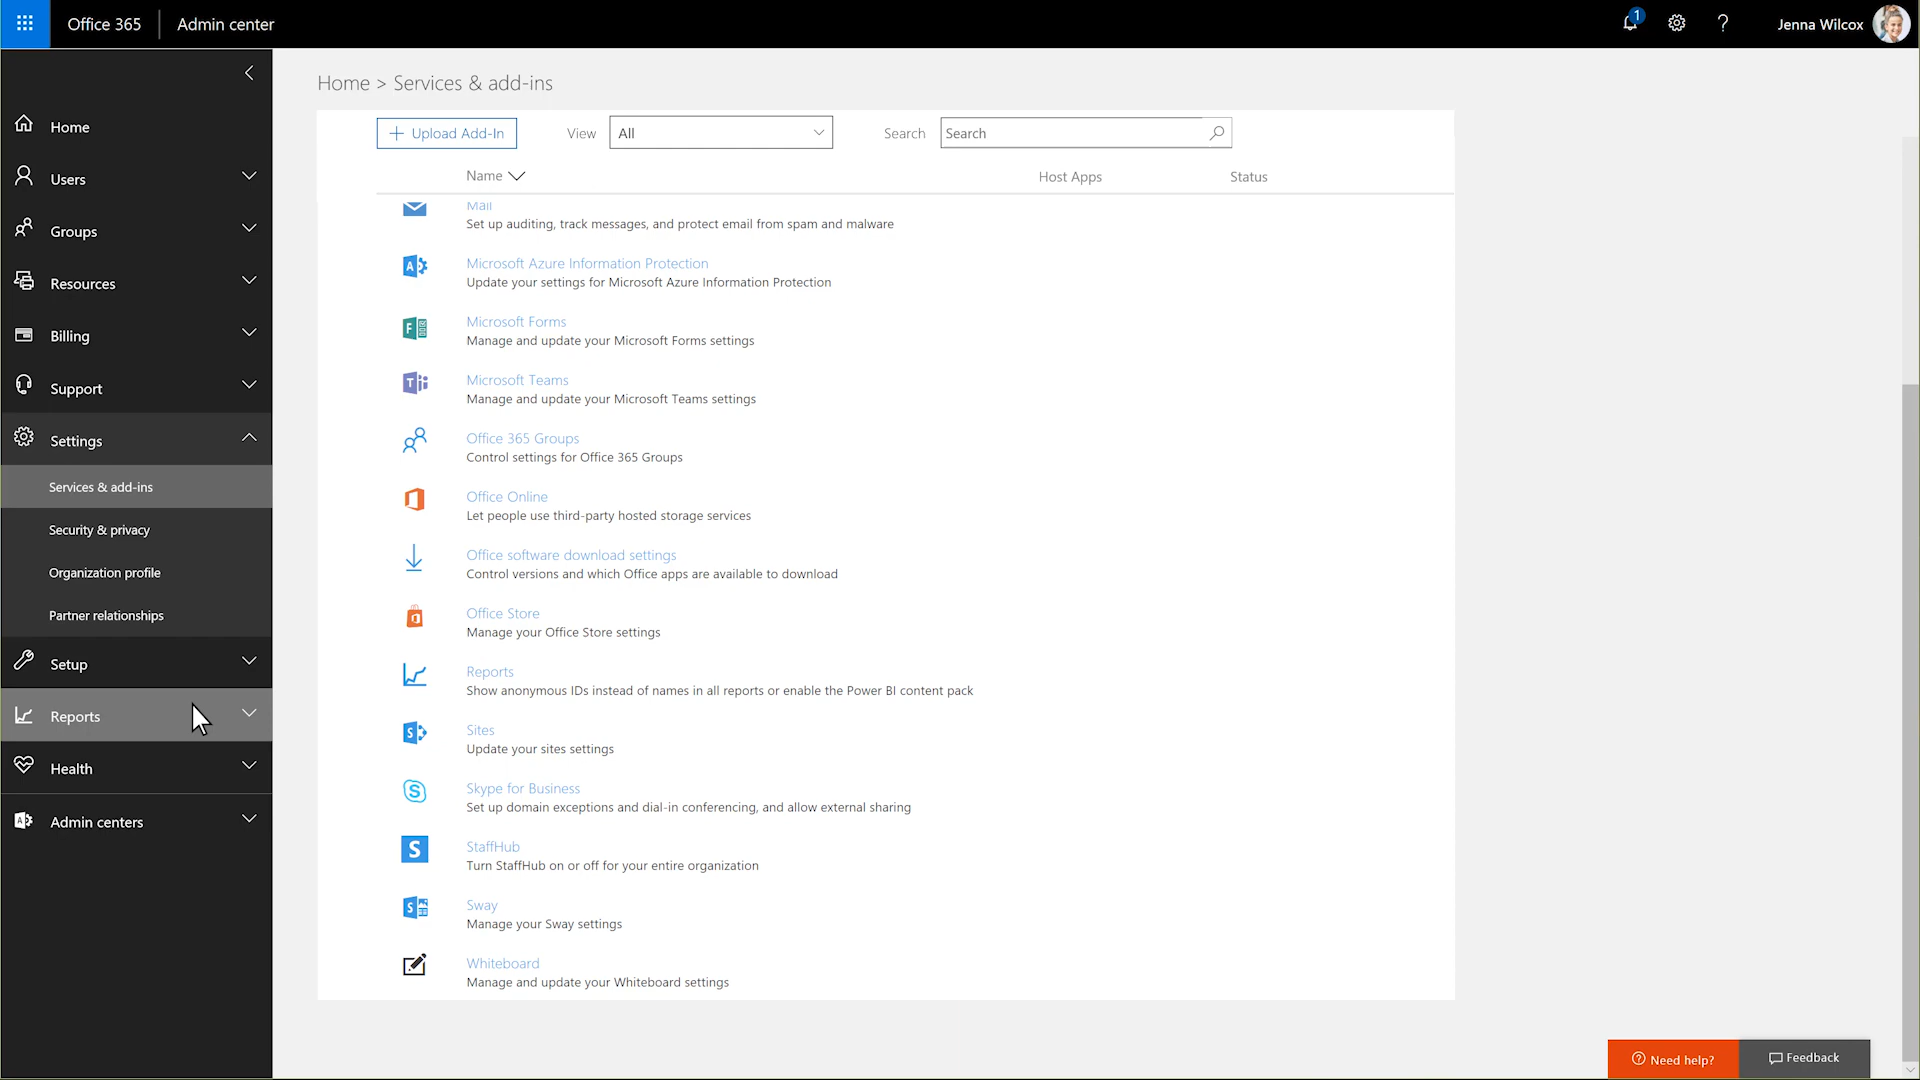 Office 365
Admin center
1
Jenna Wilcox
Home
Users
Groups
Resources
Billing
Support
Settings
Services & add-ins
Security & privacy
Organization profile
Partner relationships
Setup
Reports
Health
Admin centers
Home > Services & add-ins
Upload Add-In
View
All
Search
Search
Name
Host Apps
Status
Mail
Set up auditing, track messages, and protect email from spam and malware
Microsoft Azure Information Protection
Update your settings for Microsoft Azure Information Protection
Microsoft Forms
Manage and update your Microsoft Forms settings
Microsoft Teams
Manage and update your Microsoft Teams settings
Office 365 Groups
Control settings for Office 365 Groups
Office Online
Let people use third-party hosted storage services
Office software download settings
Control versions and which Office apps are available to download
Office Store
Manage your Office Store settings
Reports
Show anonymous IDs instead of names in all reports or enable the Power BI content pack
Sites
Update your sites settings
Skype for Business
Set up domain exceptions and dial-in conferencing, and allow external sharing
StaffHub
Turn StaffHub on or off for your entire organization
Sway
Manage your Sway settings
Whiteboard
Manage and update your Whiteboard settings
Need help?
Feedback